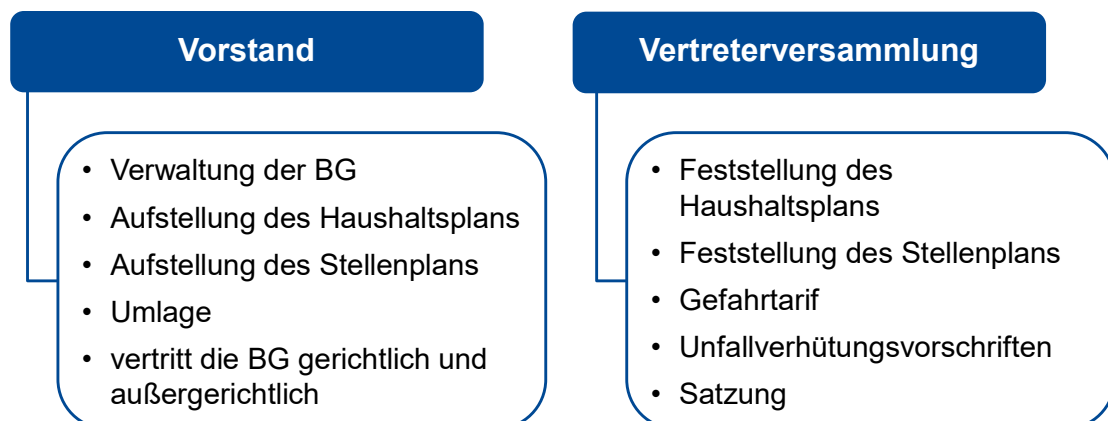 Vorstand
• Verwaltung der BG
• Aufstellung des Haushaltsplans
• Aufstellung des Stellenplans
• Umlage
• vertritt die BG gerichtlich und
außergerichtlich
Vertreterversammlung
• Feststellung des
Haushaltsplans
• Feststellung des Stellenplans
• Gefahrtarif
• Unfallverhütungsvorschriften
• Satzung